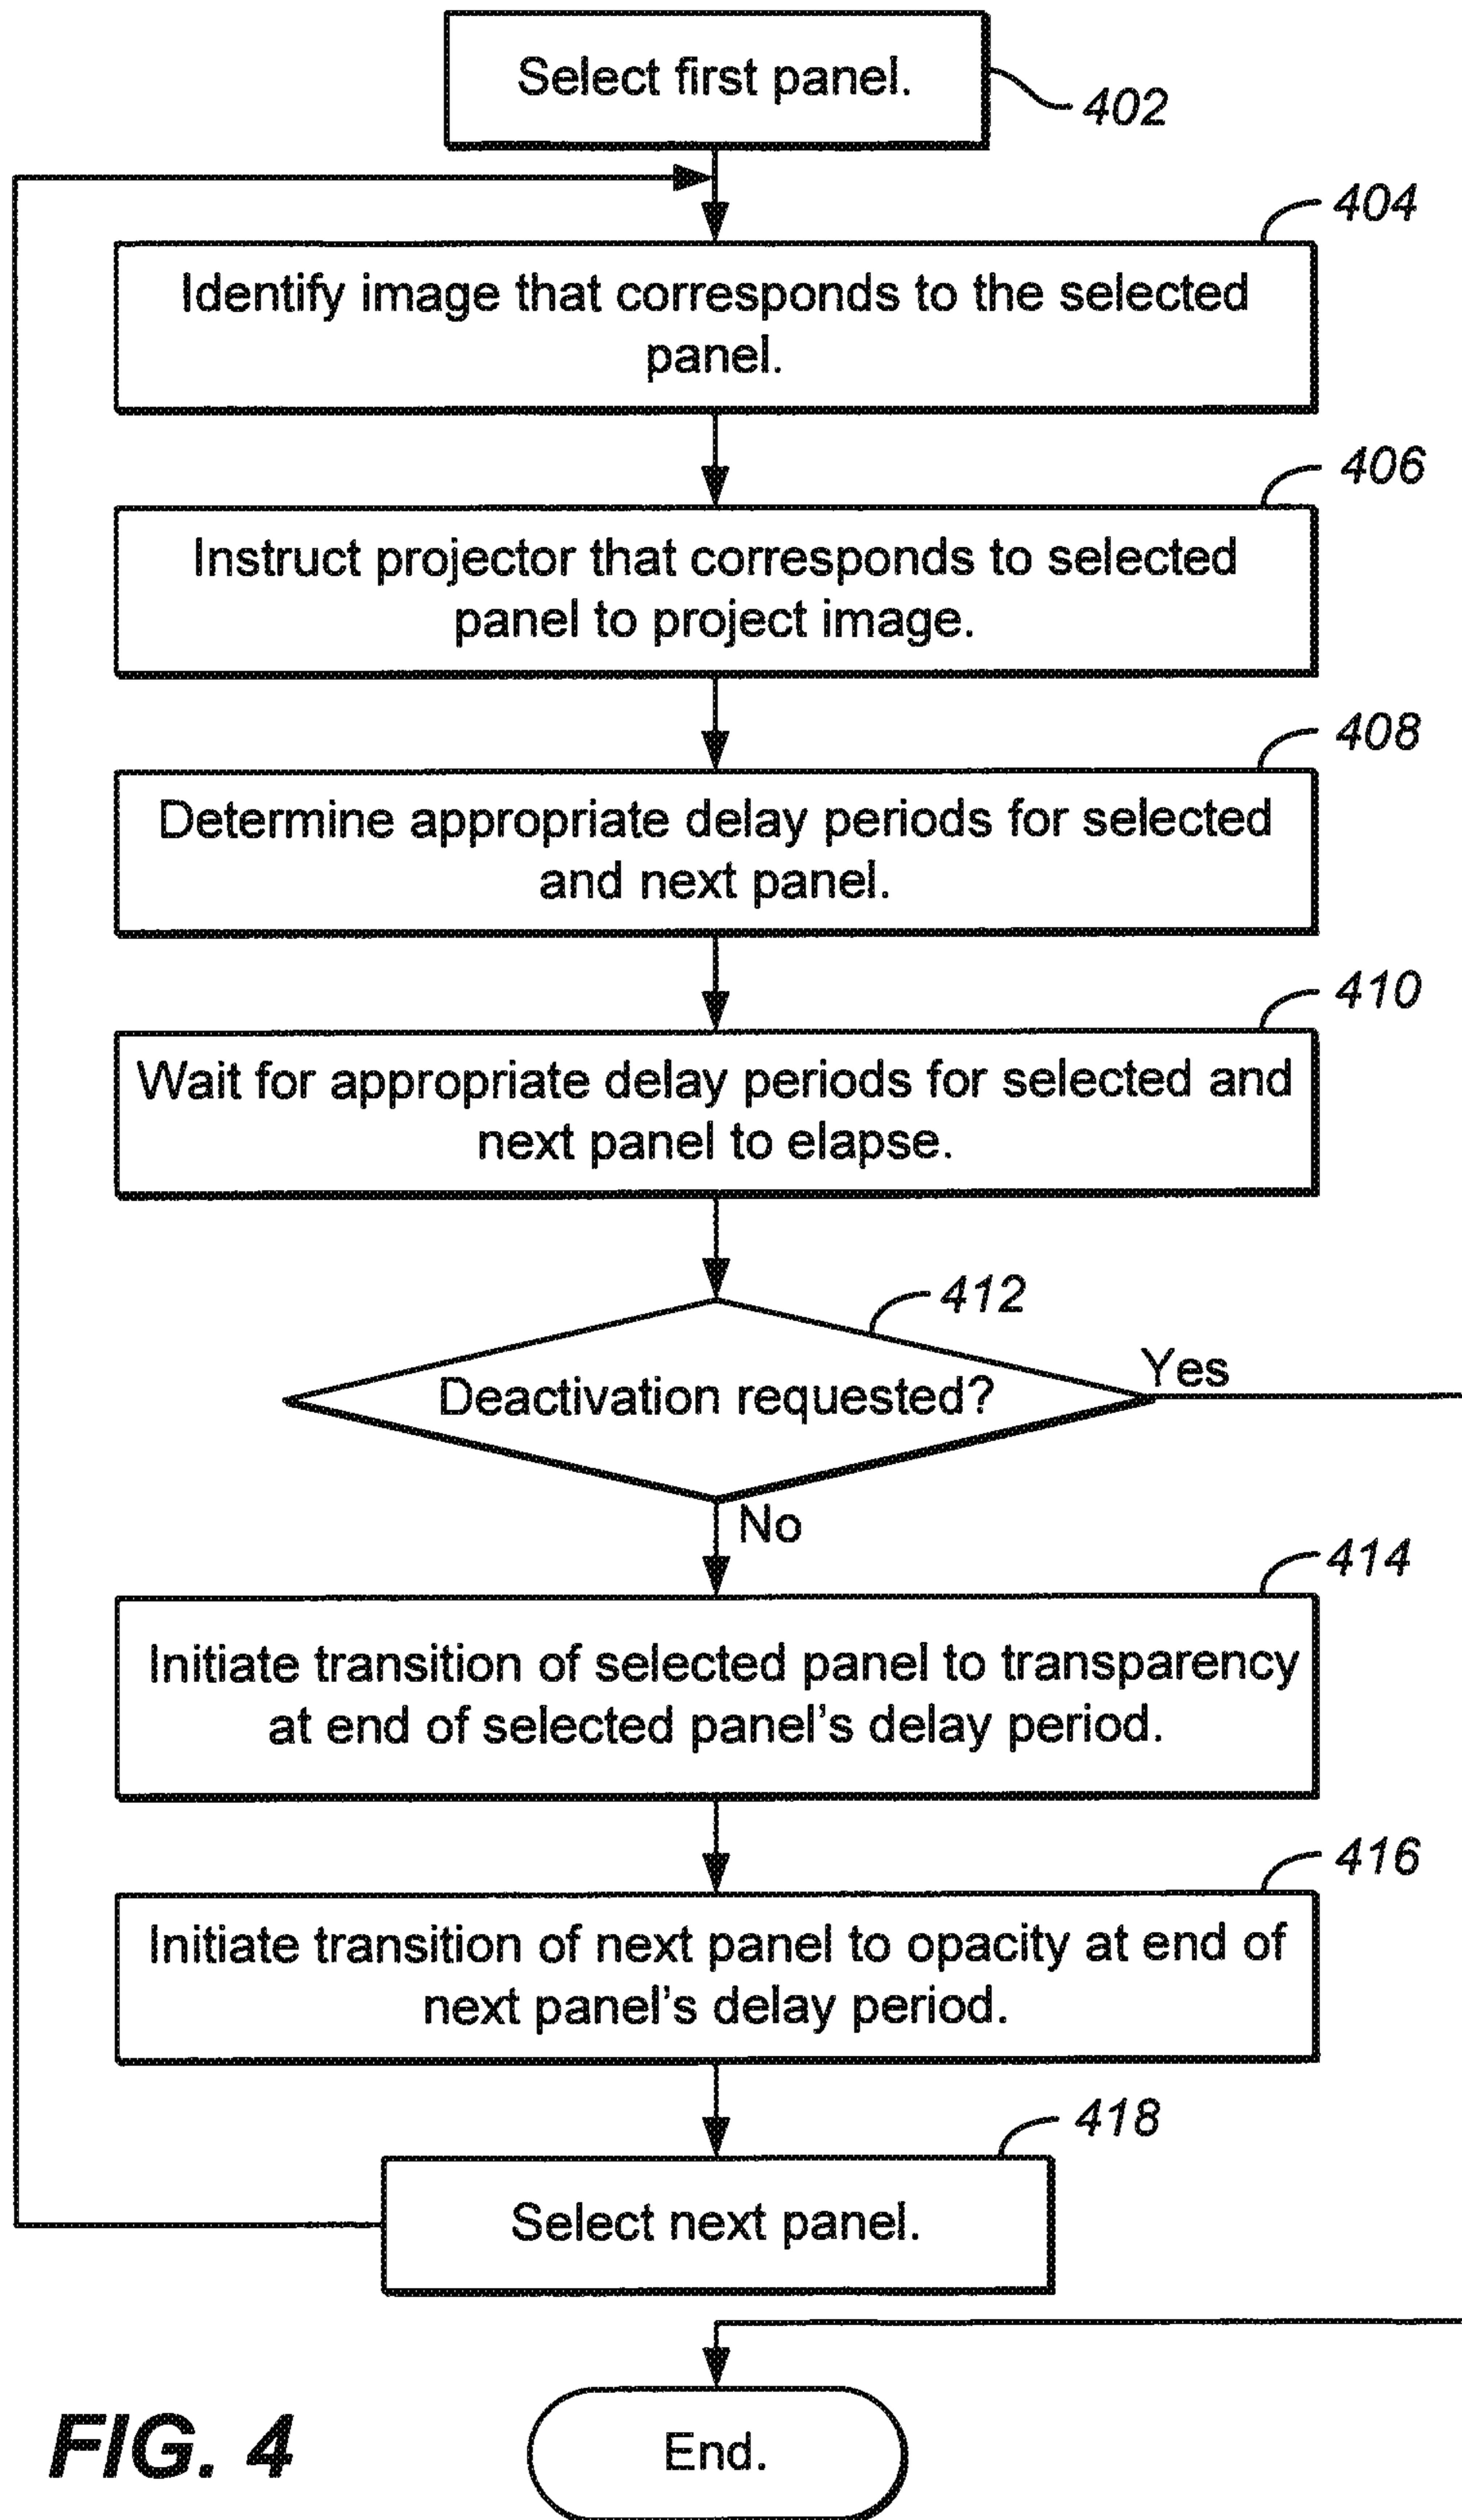 Select first panel.
402
404
Identify image that corresponds to the selected
panel.
406
Instruct projector that corresponds to selected
panel to project image.
408
Determine appropriate delay periods for selected
and next panel.
410
Wait for appropriate delay periods for selected and
next panel to elapse.
412
Deactivation requested?
Yes
No
414
Initiate transition of selected panel to transparency
at end of selected panel's delay period.
416
Initiate transition of next panel to opacity at end of
next panel's delay period.
418
Select next panel.
End.
FIG. 4